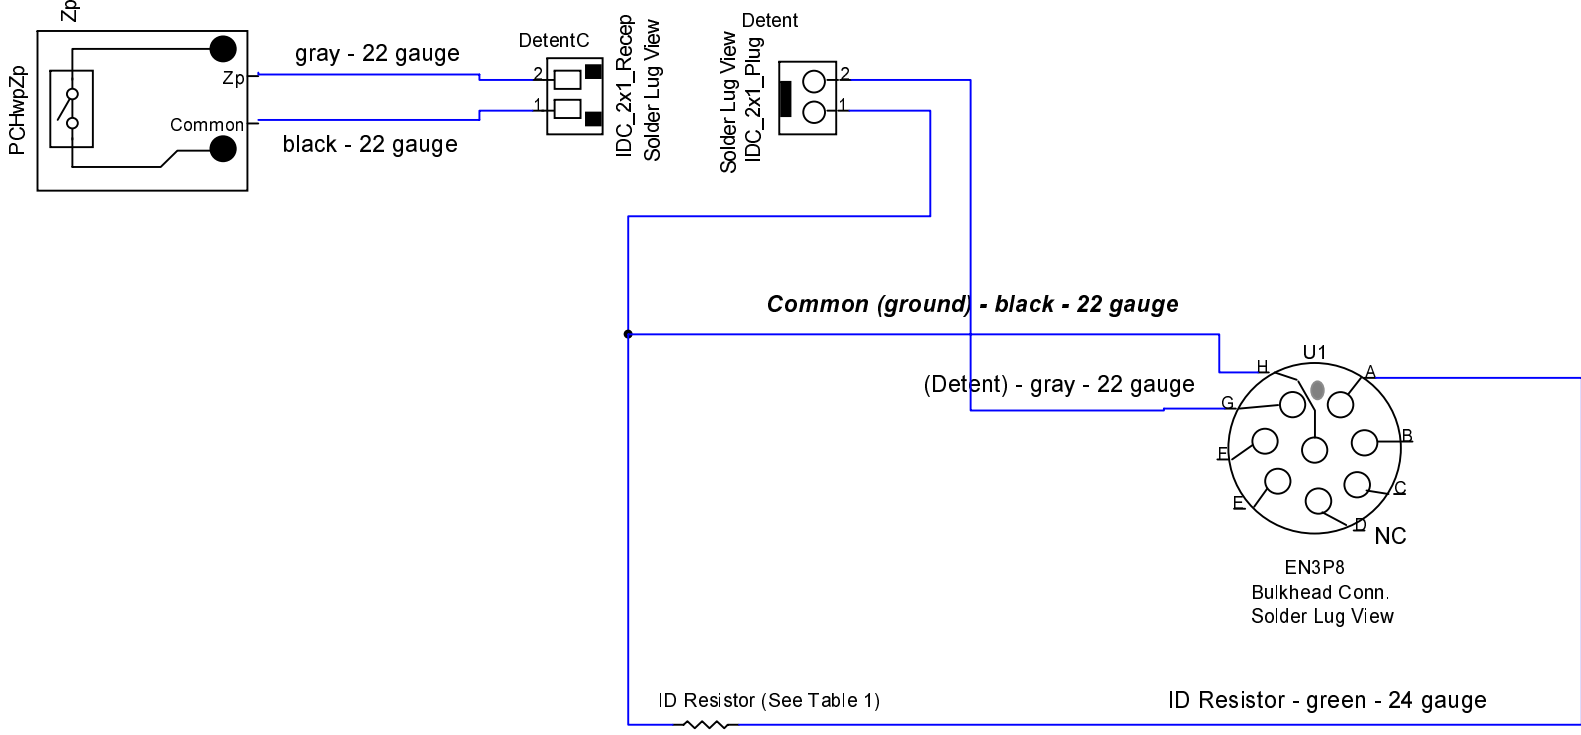 Zp
PCHwpZp
gray - 22 gauge
Zp
Common
black - 22 gauge
DetentC
2
1
IDC_2x1_Recep
Solder Lug View
Detent
Solder Lug View
IDC_2x1_Plug
2
1
Common (ground) - black - 22 gauge
(Detent) - gray - 22 gauge
U1
H
A
G
B
F
C
E
D
NC
EN3P8
Bulkhead Conn.
Solder Lug View
ID Resistor (See Table 1)
ID Resistor - green - 24 gauge